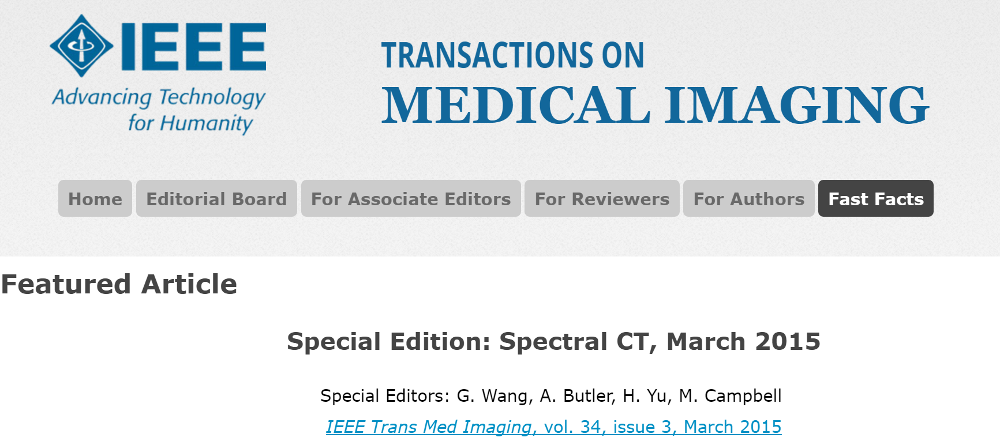 IEEE
Advancing Technology
for Humanity
TRANSACTIONS ON
MEDICAL IMAGING
Home Editorial Board For Associate Editors For Reviewers For Authors Fast Facts
Featured Article
Special Edition: Spectral CT, March 2015
Special Editors: G. Wang, A. Butler, H. Yu, M. Campbell
IEEE Trans Med Imaging, vol. 34, issue 3, March 2015